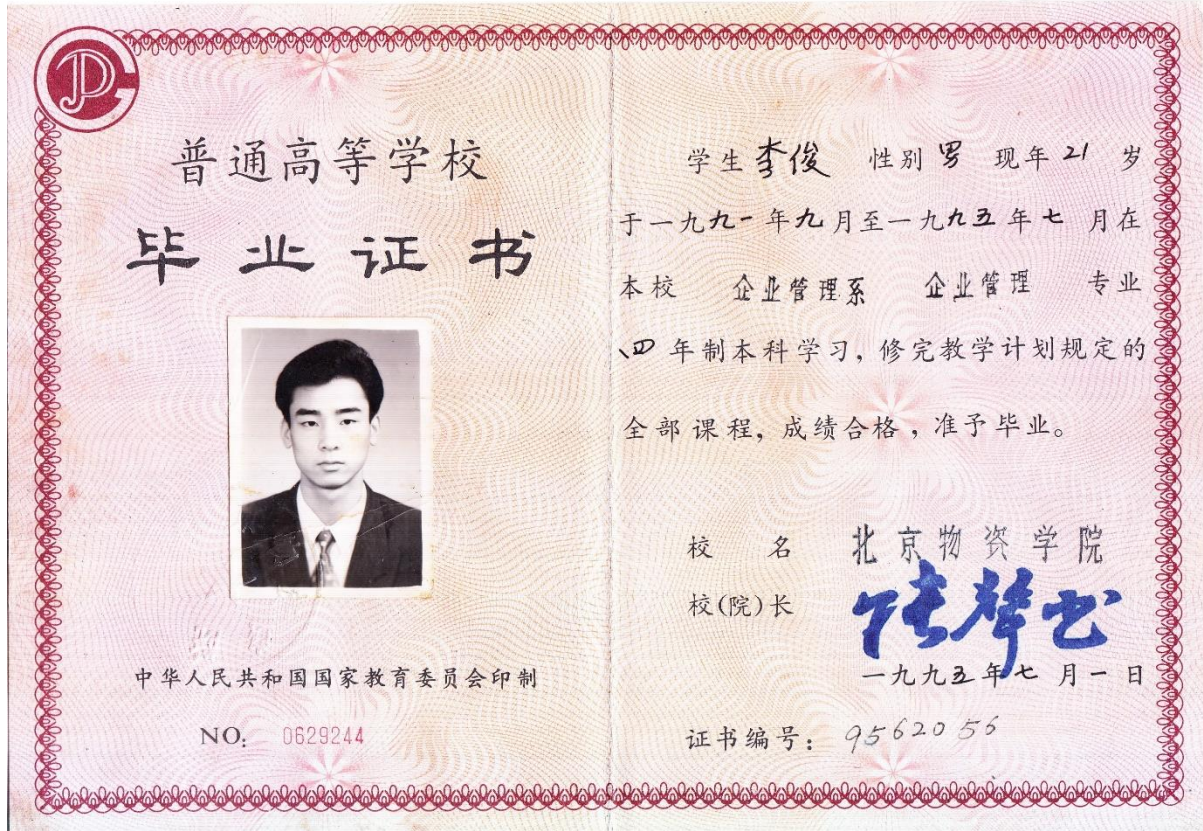 普通高等学校
毕业证书
中华人民共和国国家教育委员会印制
NO: 0629244
学生 李俊 性别 男 现年 21 岁
于一九九一年九月至一九九五年七月在
本校 企业管理系 企业管理 专业
四年制本科学习,修完教学计划规定的
全部课程,成绩合格,准予毕业。
校 名 北京物资学院
校(院)长
一九九五年七月一日
证书编号: 9562056